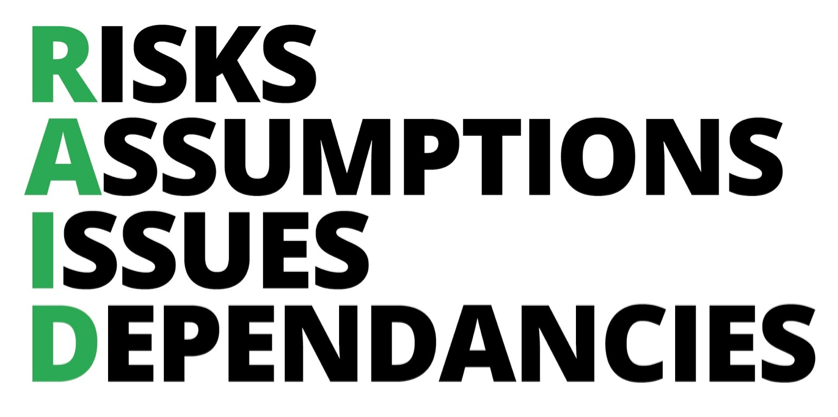 RISKS
ASSUMPTIONS
ISSUES
DEPENDANCIES